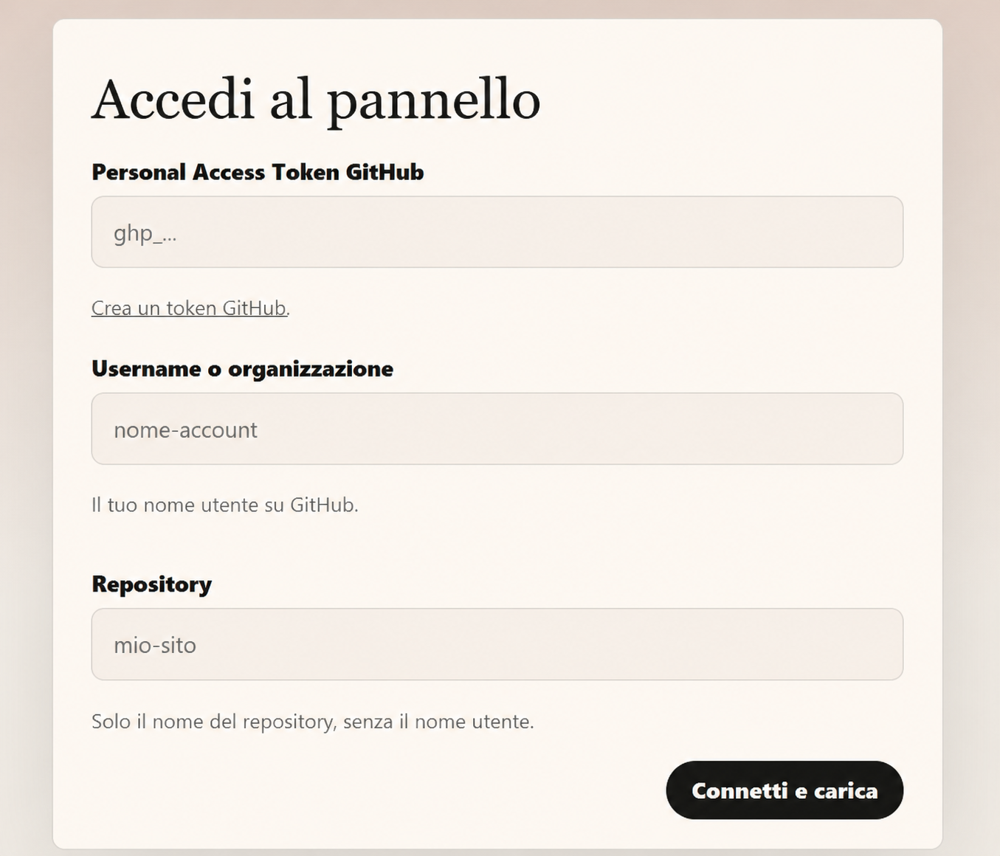 Accedi al pannello
Personal Access Token GitHub
ghp_...
Crea un token GitHub.
Username o organizzazione
nome-account
Il tuo nome utente su GitHub.
Repository
mio-sito
Solo il nome del repository, senza il nome utente.
Connetti e carica